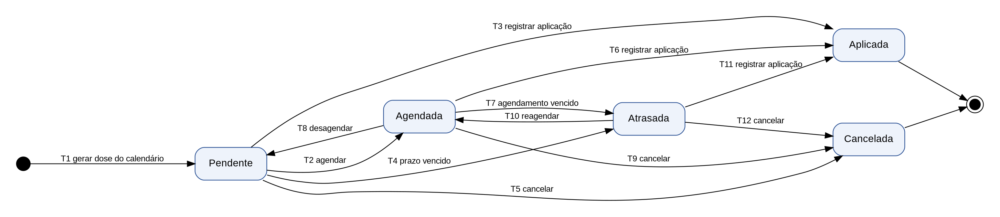 T3 registrar aplicação
Aplicada
T6 registrar aplicação
T11 registrar aplicação
T7 agendamento vencido
Agendada
T10 reagendar
Atrasada
T8 desagendar
T12 cancelar
Cancelada
T1 gerar dose do calendário
Pendente
T2 agendar
T4 prazo vencido
T9 cancelar
T5 cancelar